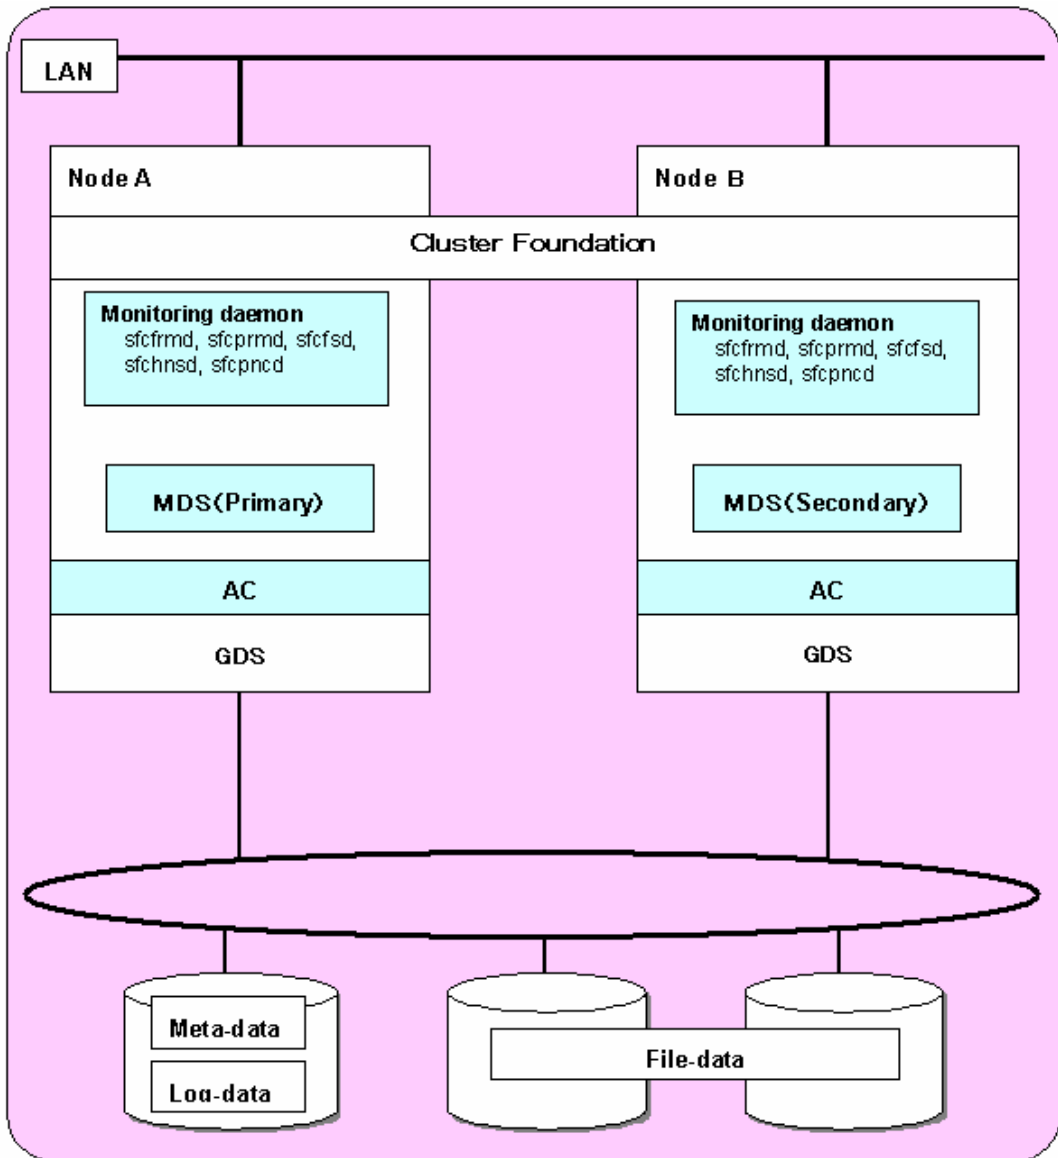 LAN
Node A
Node B
Cluster Foundation
Monitoring daemon
sfcfrmd, sfcprmd, sfcfsd,
sfchnsd, sfcpncd
Monitoring daemon
sfcfrmd, sfcprmd, sfcfsd,
sfchnsd, sfcpncd
MDS(Primary)
MDS(Secondary)
AC
AC
GDS
GDS
Meta-data
Log-data
File-data